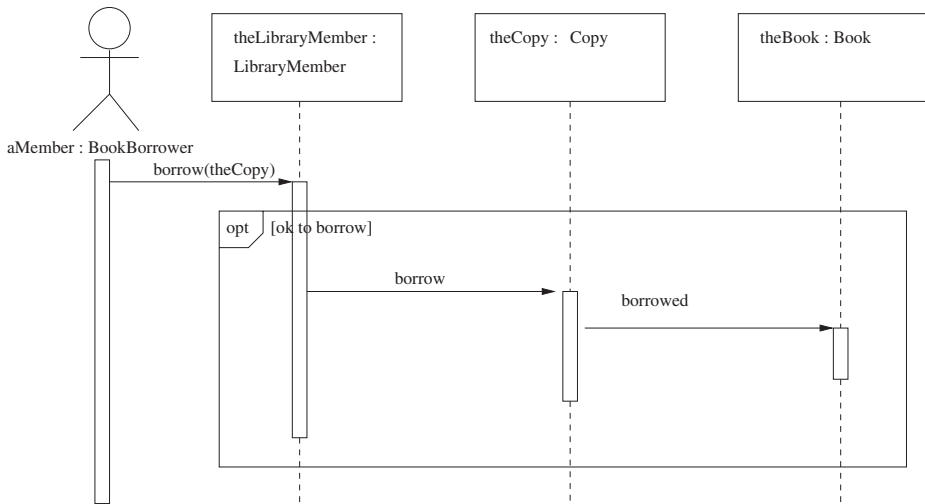 theLibraryMember :
LibraryMember
theCopy : Copy
theBook : Book
aMember : BookBorrower
borrow(theCopy)
opt
[ok to borrow]
borrow
borrowed